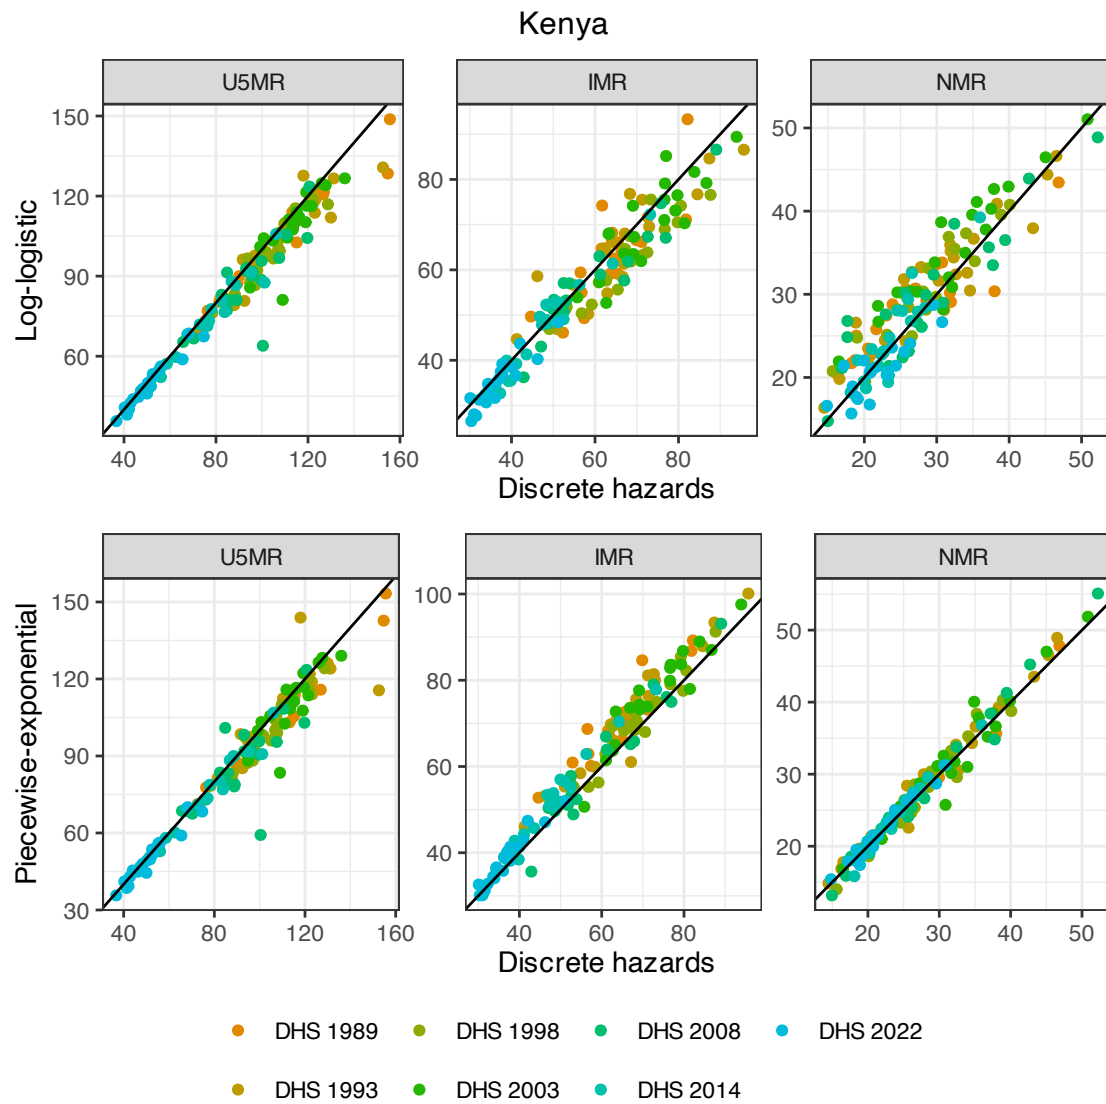 Kenya
U5MR IMR NMR
Log-logistic
150
120
90
60
80
60
40
50
40
30
20
40 80 120 160
40 60 80
20 30 40 50
Discrete hazards
U5MR IMR NMR
Piecewise-exponential
150
120
90
60
30
100
80
60
40
50
40
30
20
40 80 120 160
40 60 80
20 30 40 50
Discrete hazards
DHS 1989 DHS 1998 DHS 2008 DHS 2022
DHS 1993 DHS 2003 DHS 2014